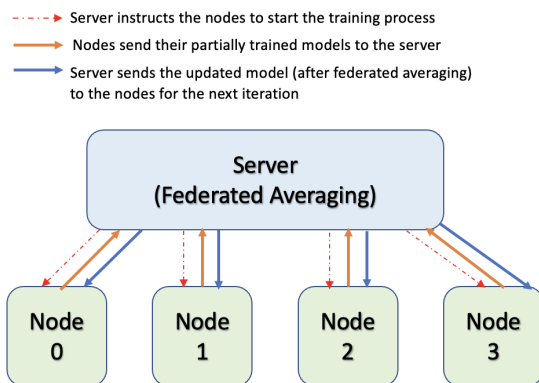 Server instructs the nodes to start the training process
Nodes send their partially trained models to the server
Server sends the updated model (after federated averaging)
to the nodes for the next iteration
Server
(Federated Averaging)
Node
0
Node
1
Node
2
Node
3